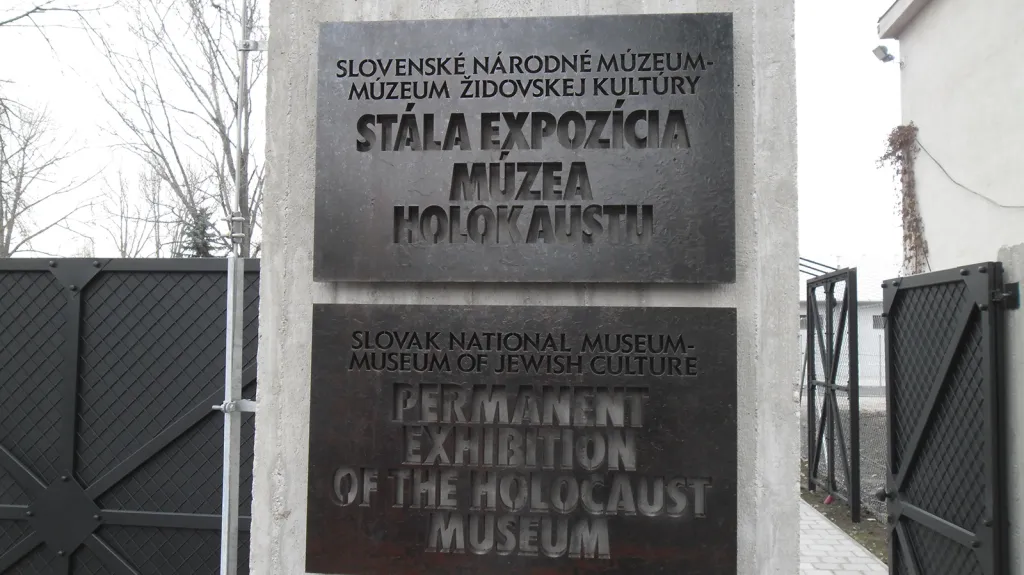 SLOVENSKÉ NÁRODNÉ MÚZEUM-
MÚZEUM ŽIDOVSKEJ KULTÚRY
STÁLA EXPOZÍCIA
MÚZEA
HOLOKAUSTU
SLOVAK NATIONAL MUSEUM-
MUSEUM OF JEWISH CULTURE
PERMANENT
EXHIBITION
OF THE HOLOCAUST
MUSEUM